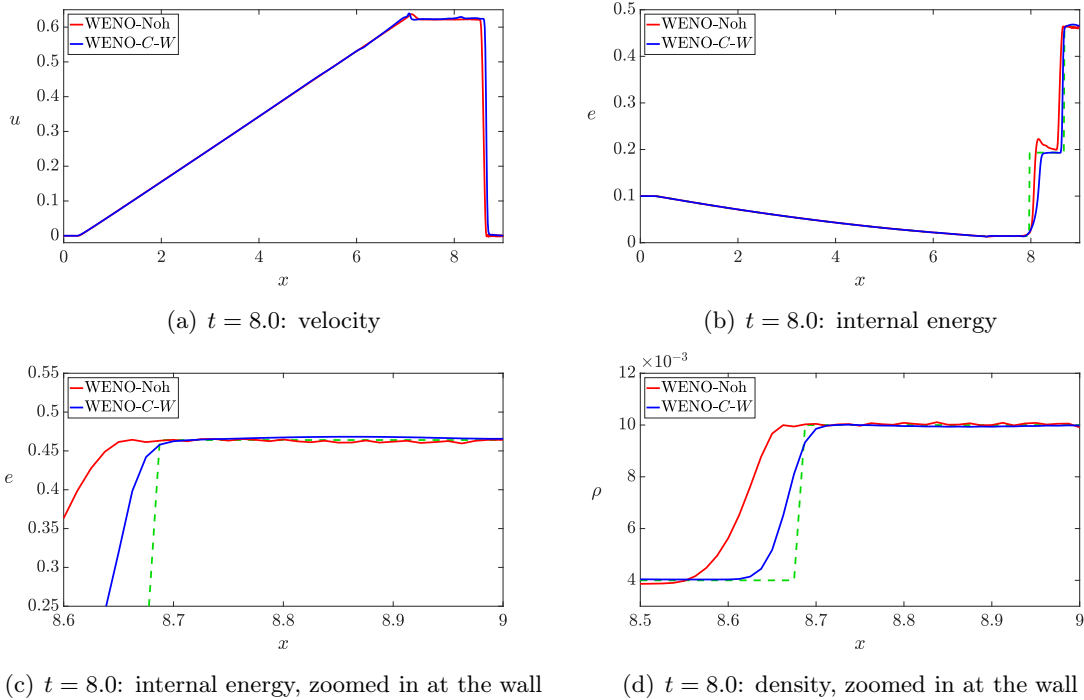 WENO-Noh
WENO-C-W
0.6
0.5
0.4
0.3
0.2
0.1
0
u
0 2 4 6 8
x
(a) t = 8.0: velocity
WENO-Noh
WENO-C-W
0.5
0.4
0.3
0.2
0.1
0
e
0 2 4 6 8
x
(b) t = 8.0: internal energy
WENO-Noh
WENO-C-W
0.55
0.5
0.45
0.4
0.35
0.3
0.25
e
8.6 8.7 8.8 8.9 9
x
(c) t = 8.0: internal energy, zoomed in at the wall
×10⁻³
WENO-Noh
WENO-C-W
12
10
8
6
4
ρ
8.5 8.6 8.7 8.8 8.9 9
x
(d) t = 8.0: density, zoomed in at the wall